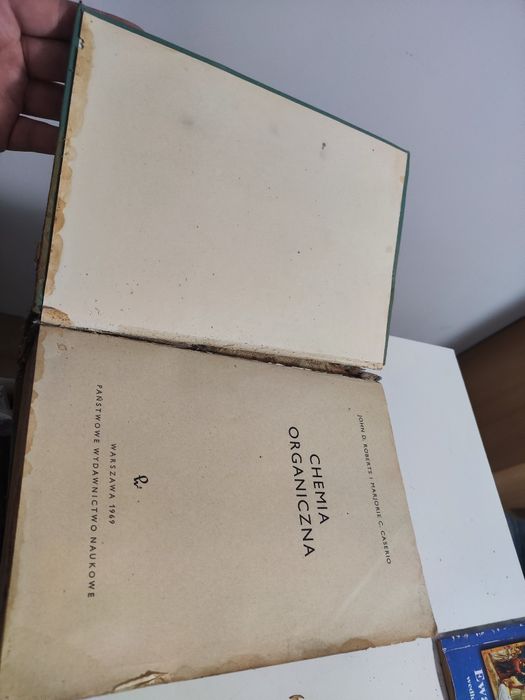 JOHN D. ROBERTS I MARJORIE C. CASERIO
CHEMIA
ORGANICZNA
WARSZAWA 1969
PAŃSTWOWE WYDAWNICTWO NAUKOWE